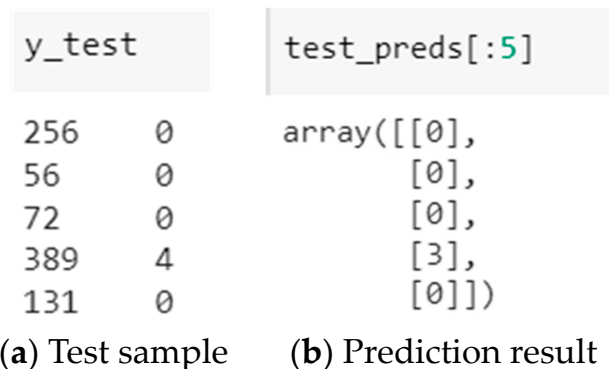 y_test
256 0
56 0
72 0
389 4
131 0
(a) Test sample
test_preds[:5]
array([[0],
[0],
[0],
[3],
[0]])
(b) Prediction result